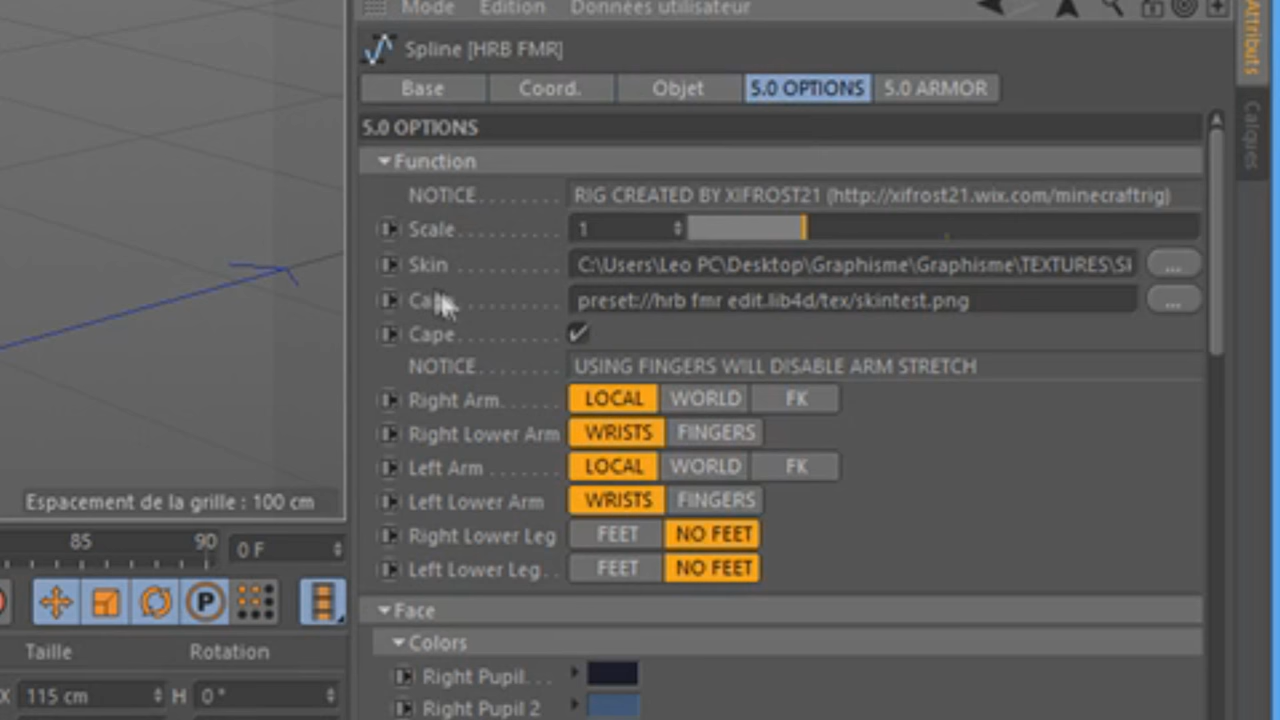 Mode Edition Données utilisateur
Attributs
Calques
Spline [HRB FMR]
Base Coord. Objet 5.0 OPTIONS 5.0 ARMOR
5.0 OPTIONS
Function
NOTICE........ RIG CREATED BY XIFROST21 (http://xifrost21.wix.com/minecraftrig)
Scale......... 1
Skin ......... C:\Users\Leo PC\Desktop\Graphisme\Graphisme\TEXTURES\SI ...
preset://hrb fmr edit.lib4d/tex/skintest.png ...
Cape.......... ✔
NOTICE........ USING FINGERS WILL DISABLE ARM STRETCH
Right Arm...... LOCAL WORLD FK
Right Lower Arm WRISTS FINGERS
Left Arm ....... LOCAL WORLD FK
Left Lower Arm WRISTS FINGERS
Right Lower Leg FEET NO FEET
Left Lower Leg.. FEET NO FEET
Face
Colors
Right Pupil...
Right Pupil 2
Espacement de la grille : 100 cm
85 90 0 F
P
Taille Rotation
X 115 cm H 0 °